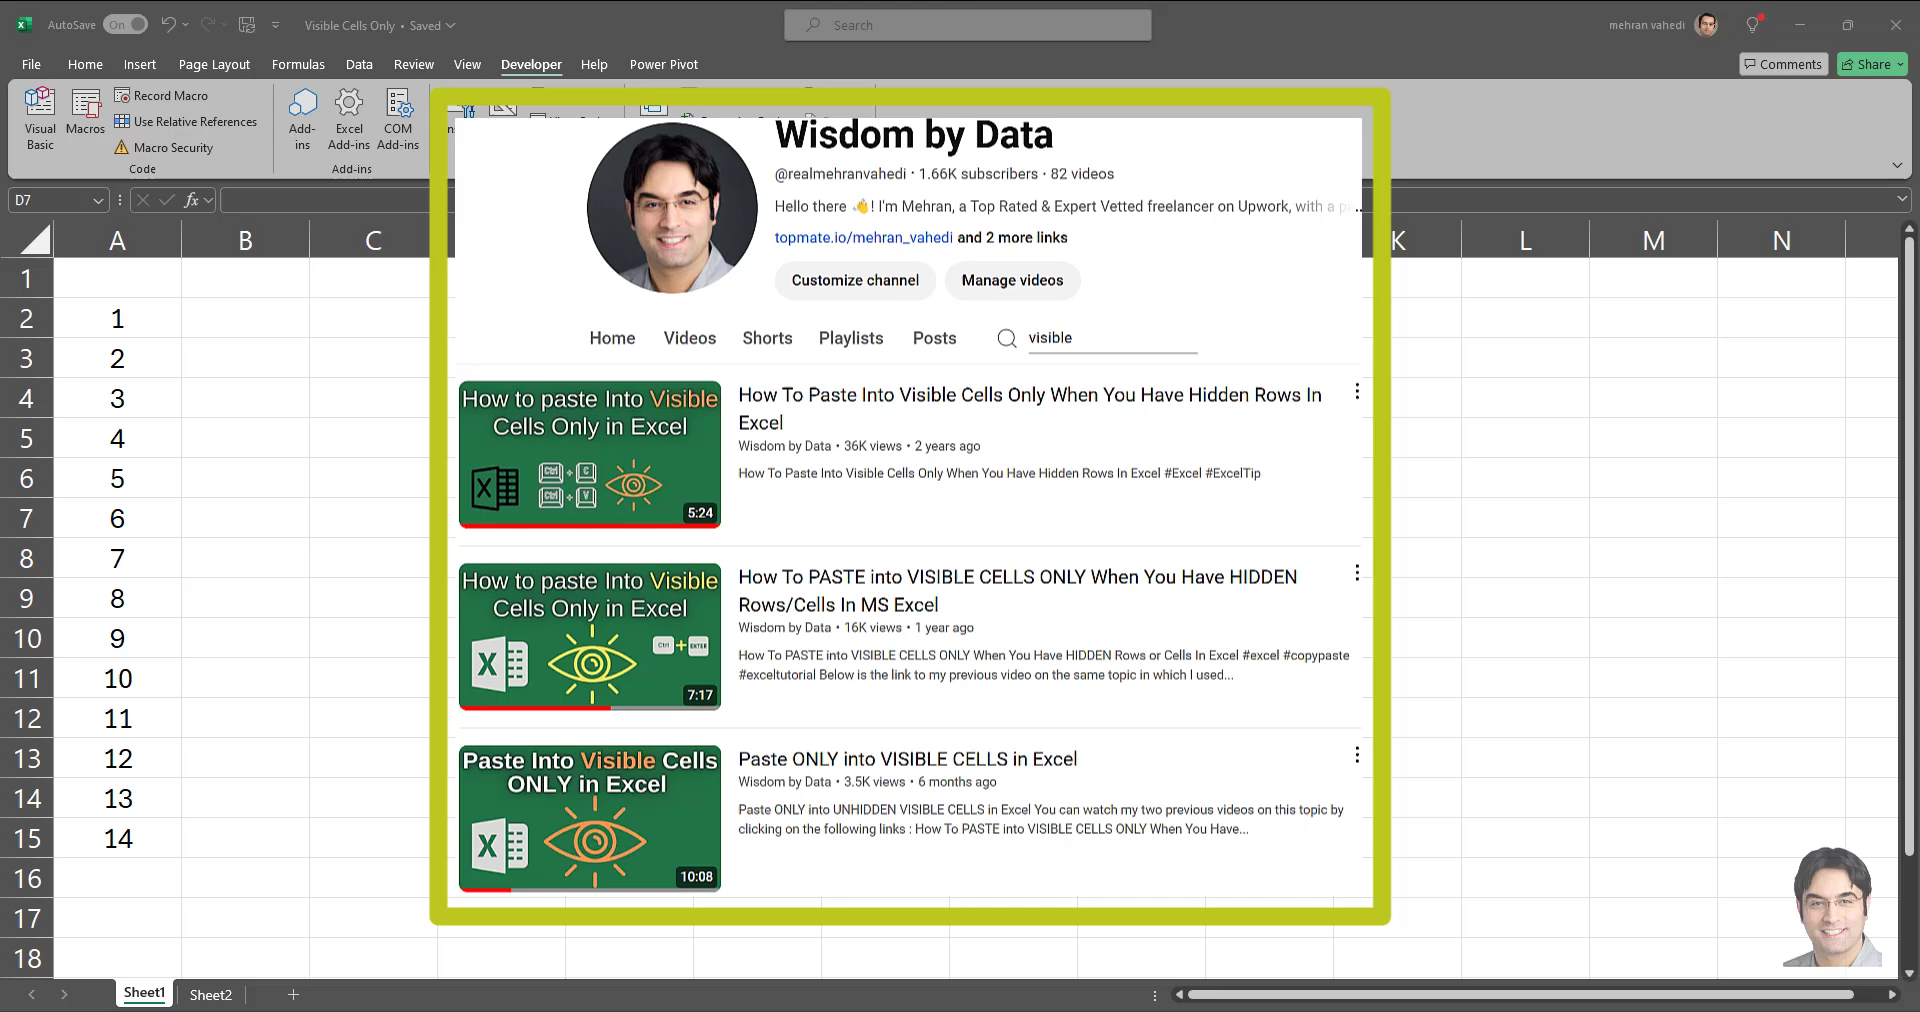 AutoSave On Visible Cells Only • Saved Search mehran vahedi
File Home Insert Page Layout Formulas Data Review View Developer Help Power Pivot Comments Share
Visual Basic
Macros
Record Macro
Use Relative References
Macro Security
Code
Add-ins
Excel Add-ins
COM Add-ins
Add-ins
D7 fx
A B C K L M N
1
2 1
3 2
4 3
5 4
6 5
7 6
8 7
9 8
10 9
11 10
12 11
13 12
14 13
15 14
16
17
18
Wisdom by Data
@realmehranvahedi • 1.66K subscribers • 82 videos
Hello there 👋! I'm Mehran, a Top Rated & Expert Vetted freelancer on Upwork, with a p...
topmate.io/mehran_vahedi and 2 more links
Customize channel Manage videos
Home Videos Shorts Playlists Posts visible
How to paste Into Visible
Cells Only in Excel
Ctrl + C
Ctrl + V
5:24
How To Paste Into Visible Cells Only When You Have Hidden Rows In
Excel
Wisdom by Data • 36K views • 2 years ago
How To Paste Into Visible Cells Only When You Have Hidden Rows In Excel #Excel #ExcelTip
How to paste Into Visible
Cells Only in Excel
Ctrl + ENTER
7:17
How To PASTE into VISIBLE CELLS ONLY When You Have HIDDEN
Rows/Cells In MS Excel
Wisdom by Data • 16K views • 1 year ago
How To PASTE into VISIBLE CELLS ONLY When You Have HIDDEN Rows or Cells In Excel #excel #copypaste
#exceltutorial Below is the link to my previous video on the same topic in which I used...
Paste Into Visible Cells
ONLY in Excel
10:08
Paste ONLY into VISIBLE CELLS in Excel
Wisdom by Data • 3.5K views • 6 months ago
Paste ONLY into UNHIDDEN VISIBLE CELLS in Excel You can watch my two previous videos on this topic by
clicking on the following links : How To PASTE into VISIBLE CELLS ONLY When You Have...
Sheet1 Sheet2